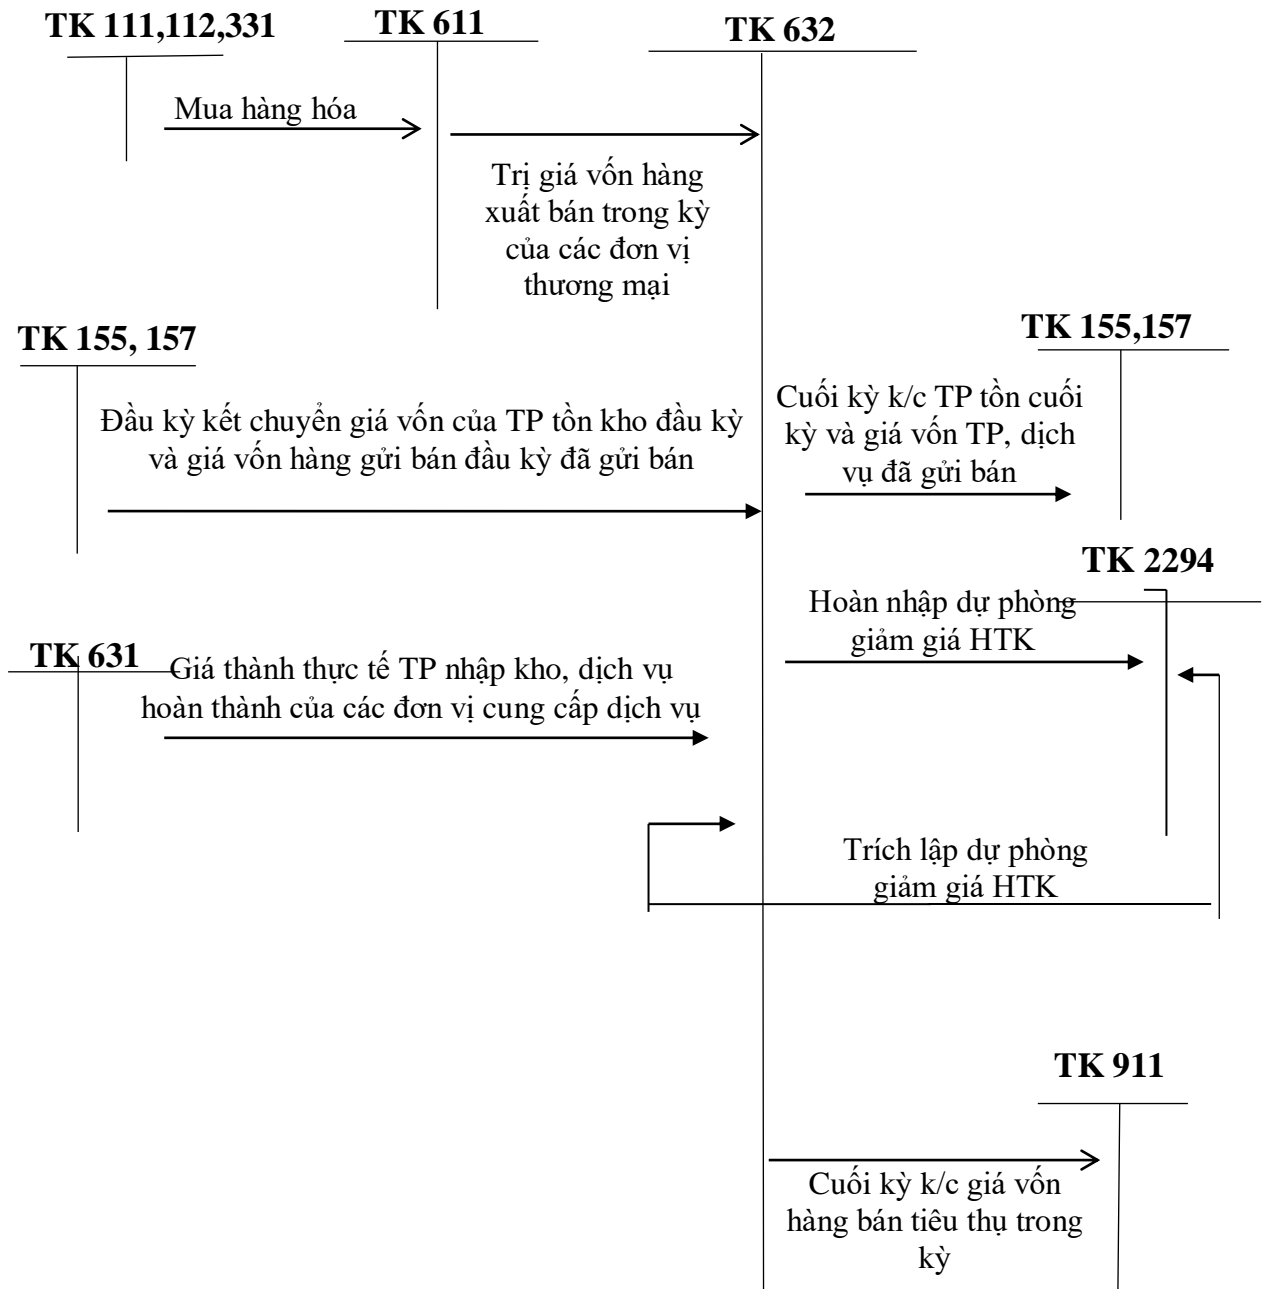 TK 111,112,331
TK 611
TK 632
Mua hàng hóa
Trị giá vốn hàng
xuất bán trong kỳ
của các đơn vị
thương mại
TK 155, 157
TK 155,157
Đầu kỳ kết chuyển giá vốn của TP tồn kho đầu kỳ
và giá vốn hàng gửi bán đầu kỳ đã gửi bán
Cuối kỳ k/c TP tồn cuối
kỳ và giá vốn TP, dịch
vụ đã gửi bán
TK 2294
Hoàn nhập dự phòng
giảm giá HTK
TK 631
Giá thành thực tế TP nhập kho, dịch vụ
hoàn thành của các đơn vị cung cấp dịch vụ
Trích lập dự phòng
giảm giá HTK
TK 911
Cuối kỳ k/c giá vốn
hàng bán tiêu thụ trong
kỳ